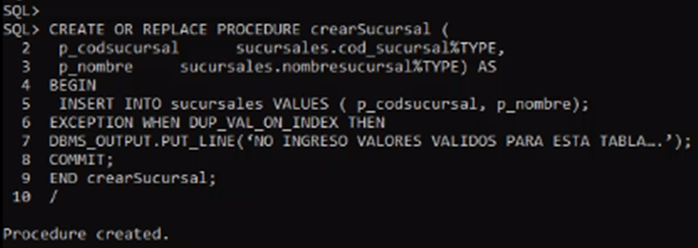 SQL>
SQL> CREATE OR REPLACE PROCEDURE crearSucursal (
2 p_codsucursal sucursales.cod_sucursal%TYPE,
3 p_nombre sucursales.nombresucursal%TYPE) AS
4 BEGIN
5 INSERT INTO sucursales VALUES ( p_codsucursal, p_nombre);
6 EXCEPTION WHEN DUP_VAL_ON_INDEX THEN
7 DBMS_OUTPUT.PUT_LINE(‘NO INGRESO VALORES VALIDOS PARA ESTA TABLA….’);
8 COMMIT;
9 END crearSucursal;
10 /
Procedure created.